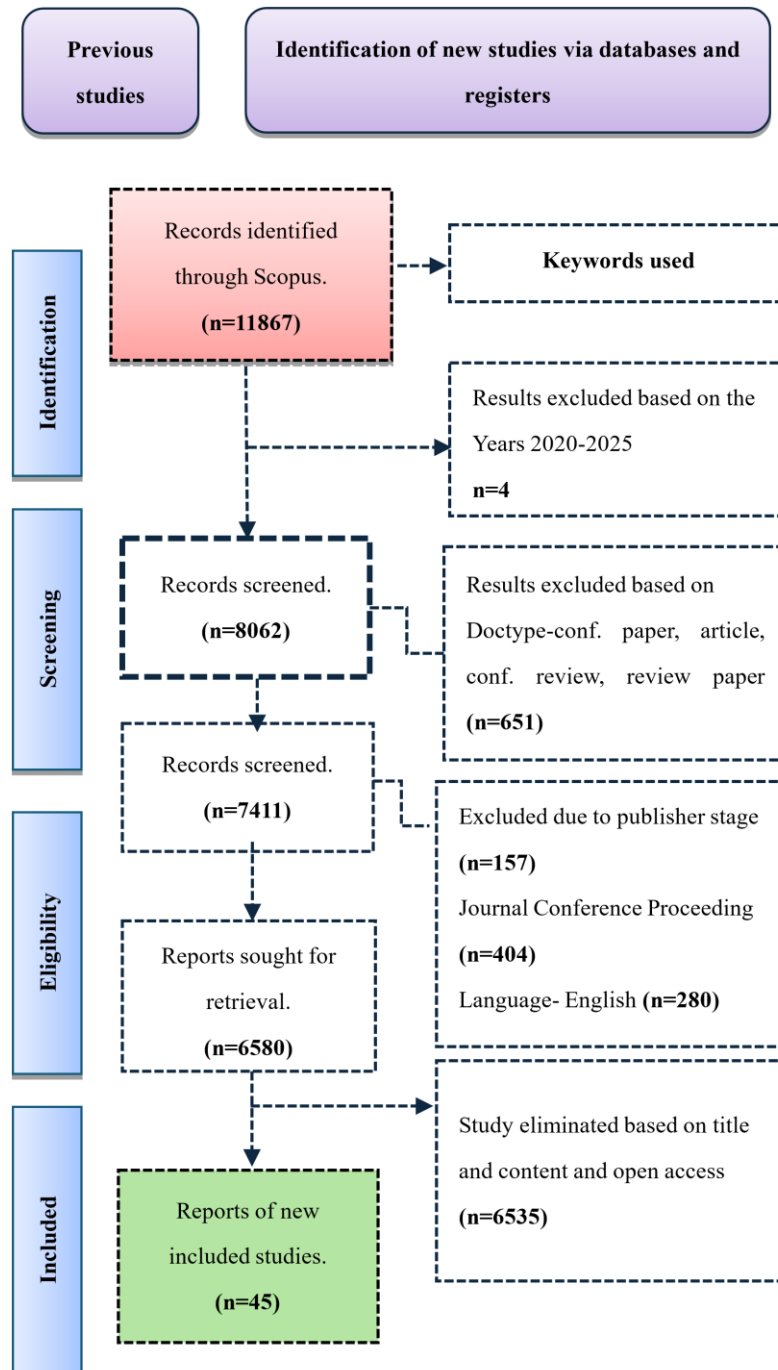 Previous
studies
Identification of new studies via databases and
registers
Identification
Records identified
through Scopus.
(n=11867)
Keywords used
Results excluded based on the
Years 2020-2025
n=4
Screening
Records screened.
(n=8062)
Results excluded based on
Doctype-conf. paper, article,
conf. review, review paper
(n=651)
Records screened.
(n=7411)
Eligibility
Excluded due to publisher stage
(n=157)
Journal Conference Proceeding
(n=404)
Language- English (n=280)
Reports sought for
retrieval.
(n=6580)
Included
Study eliminated based on title
and content and open access
(n=6535)
Reports of new
included studies.
(n=45)